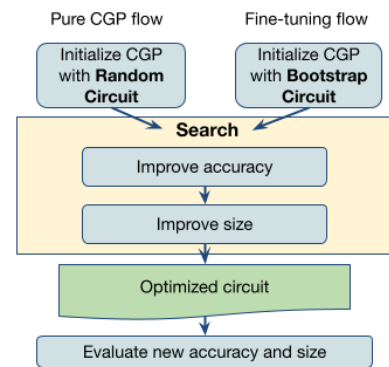 Pure CGP flow
Fine-tuning flow
Initialize CGP
with Random
Circuit
Initialize CGP
with Bootstrap
Circuit
Search
Improve accuracy
Improve size
Optimized circuit
Evaluate new accuracy and size